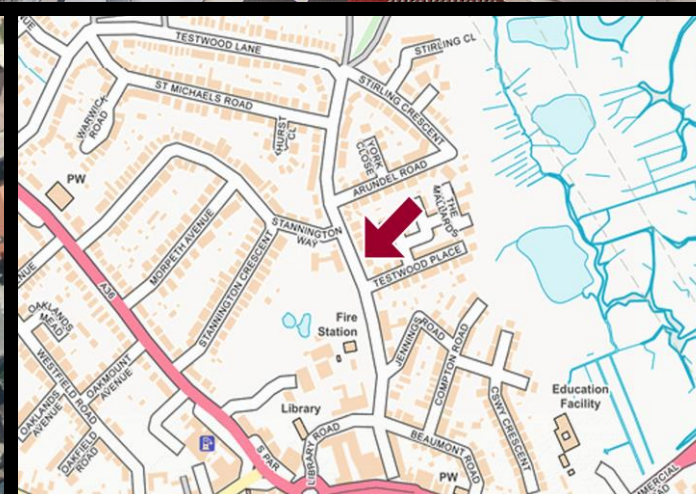 TESTWOOD LANE
STIRLING CL
ST MICHAELS ROAD
STIRLING CRESCENT
WARWICK
ROAD
HURST
CL
YORK
CLOSE
ARUNDEL ROAD
PW
THE
MALLARDS
STANNINGTON
WAY
MORPETH AVENUE
STANNINGTON CRESCENT
TESTWOOD PLACE
A36
OAKLANDS
MEAD
Fire
Station
JENNINGS ROAD
COMPTON ROAD
WESTFIELD ROAD
OAKMOUNT
AVENUE
CSWY CRESCENT
Education
Facility
OAKLANDS
AVENUE
Library
OAKFIELD
ROAD
S PAR
LIBRARY ROAD
BEAUMONT ROAD
PW